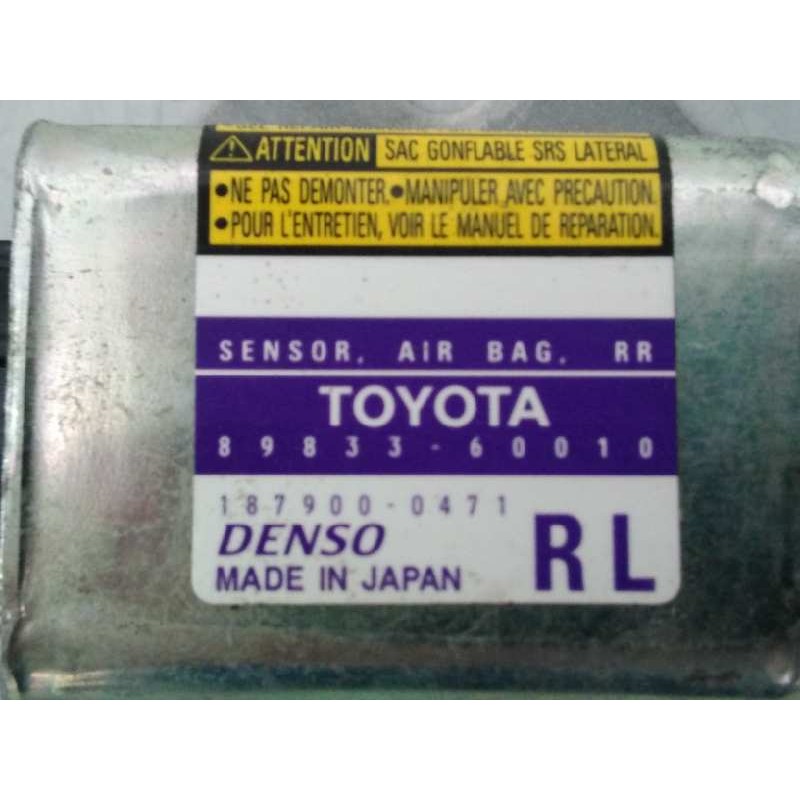 ⚠ATTENTION SAC GONFLABLE SRS LATERAL
•NE PAS DEMONTER.•MANIPULER AVEC PRECAUTION.
•POUR L'ENTRETIEN, VOIR LE MANUEL DE REPARATION.
SENSOR, AIR BAG, RR
TOYOTA
89833-60010
187900-0471
DENSO RL
MADE IN JAPAN